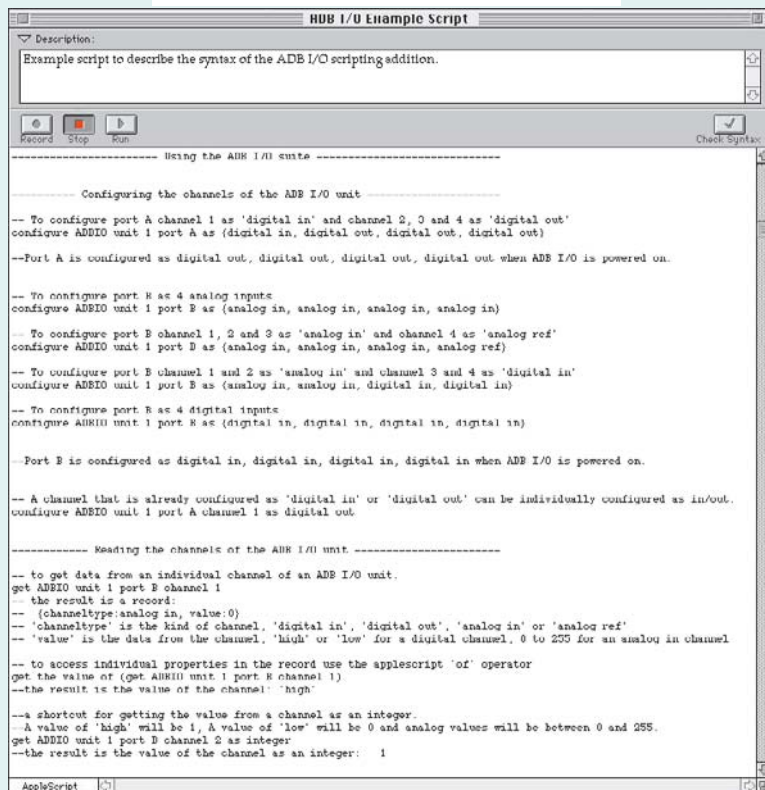 ADB I/O Example Script
Description:
Example script to describe the syntax of the ADB I/O scripting addition.
Record Stop Run Check Syntax
----------------------- Using the ADB I/O suite -----------------------------
---------- Configuring the channels of the ADB I/O unit ---------------------
-- To configure port A channel 1 as 'digital in' and channel 2, 3 and 4 as 'digital out'
configure ADBIO unit 1 port A as {digital in, digital out, digital out, digital out}
--Port A is configured as digital out, digital out, digital out, digital out when ADB I/O is powered on.
-- To configure port B as 4 analog inputs
configure ADBIO unit 1 port B as {analog in, analog in, analog in, analog in}
-- To configure port B channel 1, 2 and 3 as 'analog in' and channel 4 as 'analog ref'
configure ADBIO unit 1 port B as {analog in, analog in, analog in, analog ref}
-- To configure port B channel 1 and 2 as 'analog in' and channel 3 and 4 as 'digital in'
configure ADBIO unit 1 port B as {analog in, analog in, digital in, digital in}
-- To configure port B as 4 digital inputs
configure ADBIO unit 1 port B as {digital in, digital in, digital in, digital in}
--Port B is configured as digital in, digital in, digital in, digital in when ADB I/O is powered on.
-- A channel that is already configured as 'digital in' or 'digital out' can be individually configured as in/out.
configure ADBIO unit 1 port A channel 1 as digital out
------------ Reading the channels of the ADB I/O unit -----------------------
-- to get data from an individual channel of an ADB I/O unit.
get ADBIO unit 1 port B channel 1
-- the result is a record:
-- {channeltype:analog in, value:0}
-- 'channeltype' is the kind of channel, 'digital in', 'digital out', 'analog in' or 'analog ref'
-- 'value' is the data from the channel, 'high' or 'low' for a digital channel, 0 to 255 for an analog in channel
-- to access individual properties in the record use the applescript 'of' operator
get the value of (get ADBIO unit 1 port B channel 1)
--the result is the value of the channel: 'high'
--a shortcut for getting the value from a channel as an integer.
--A value of 'high' will be 1, A value of 'low' will be 0 and analog values will be between 0 and 255.
get ADBIO unit 1 port B channel 2 as integer
--the result is the value of the channel as an integer: 1
AppleScript